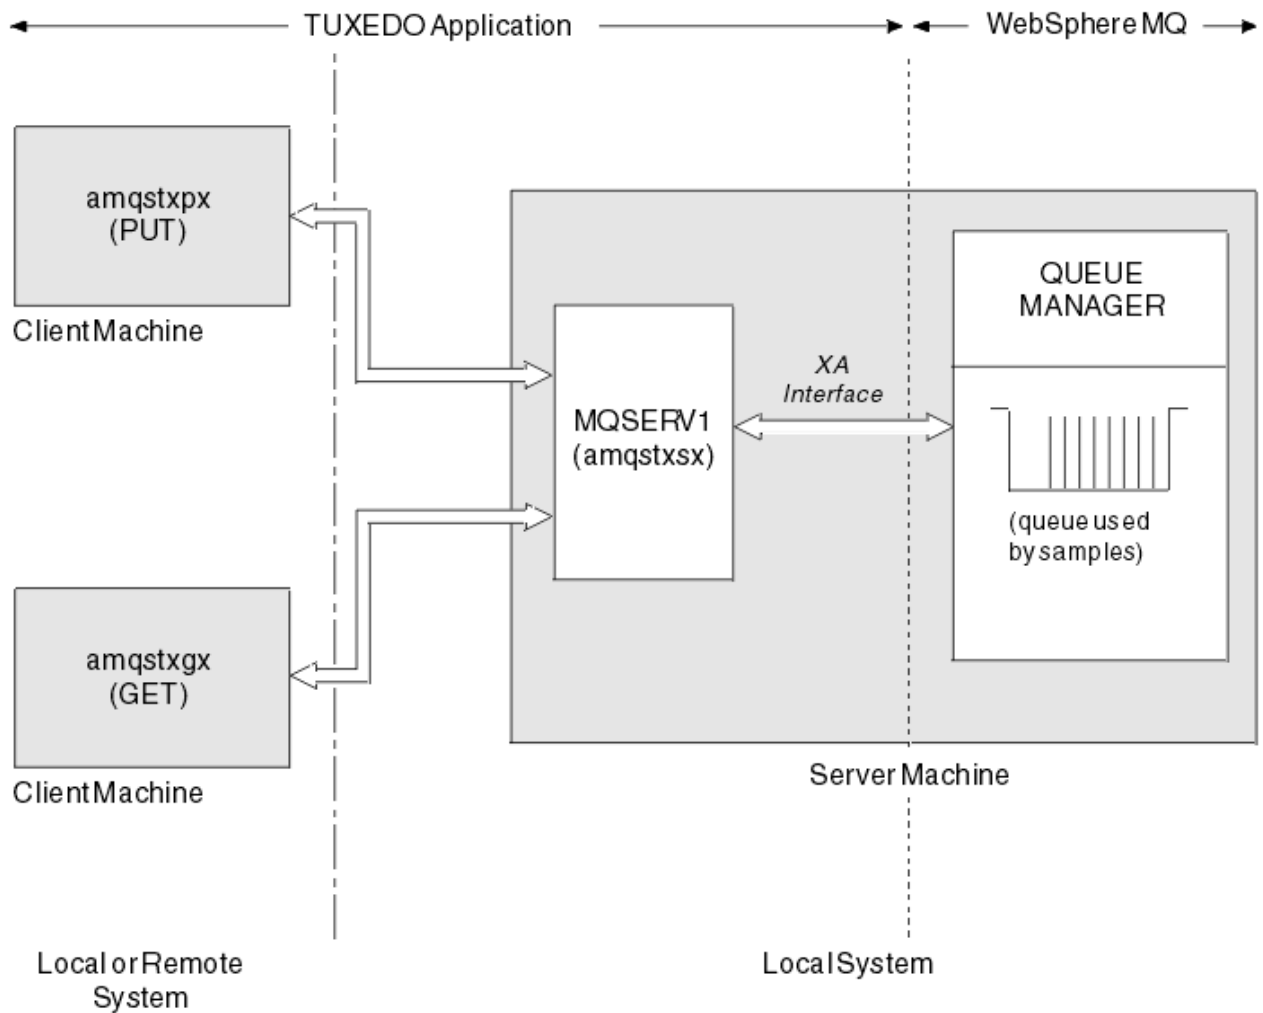 TUXEDO Application
WebSphere MQ
amqstxpx
(PUT)
Client Machine
QUEUE
MANAGER
XA
Interface
MQSERV1
(amqstxsx)
(queue used
by samples)
amqstxgx
(GET)
Client Machine
Server Machine
Local or Remote
System
Local System